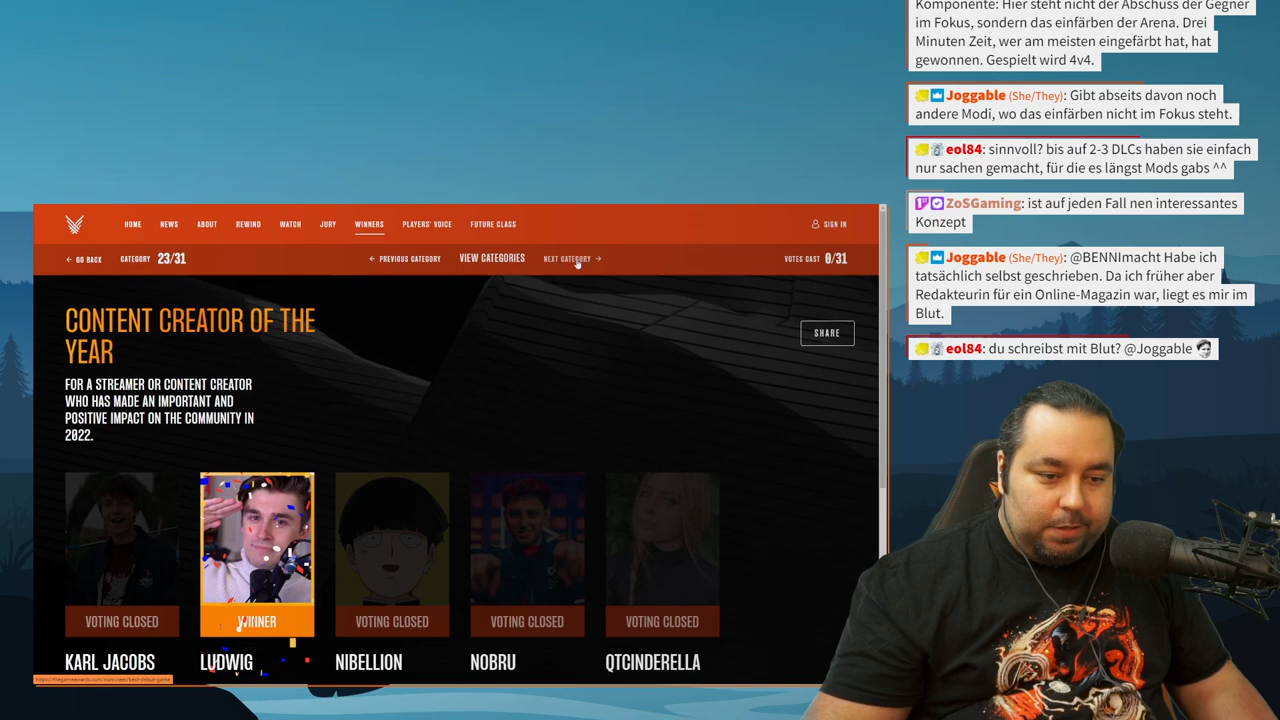 HOME NEWS ABOUT REWIND WATCH JURY WINNERS PLAYERS' VOICE FUTURE CLASS SIGN IN
← GO BACK CATEGORY 23/31 ← PREVIOUS CATEGORY VIEW CATEGORIES NEXT CATEGORY → VOTES CAST 0/31
CONTENT CREATOR OF THE
YEAR
SHARE
FOR A STREAMER OR CONTENT CREATOR
WHO HAS MADE AN IMPORTANT AND
POSITIVE IMPACT ON THE COMMUNITY IN
2022.
VOTING CLOSED WINNER VOTING CLOSED VOTING CLOSED VOTING CLOSED
KARL JACOBS LUDWIG NIBELLION NOBRU QTCINDERELLA
https://thegameawards.com/nominees/best-debut-game
Komponente: Hier steht nicht der Abschuss der Gegner
im Fokus, sondern das einfärben der Arena. Drei
Minuten Zeit, wer am meisten eingefärbt hat, hat
gewonnen. Gespielt wird 4v4.
Joggable (She/They): Gibt abseits davon noch
andere Modi, wo das einfärben nicht im Fokus steht.
eol84: sinnvoll? bis auf 2-3 DLCs haben sie einfach
nur sachen gemacht, für die es längst Mods gabs ^^
ZoSGaming: ist auf jeden Fall nen interessantes
Konzept
Joggable (She/They): @BENNImacht Habe ich
tatsächlich selbst geschrieben. Da ich früher aber
Redakteurin für ein Online-Magazin war, liegt es mir im
Blut.
eol84: du schreibst mit Blut? @Joggable